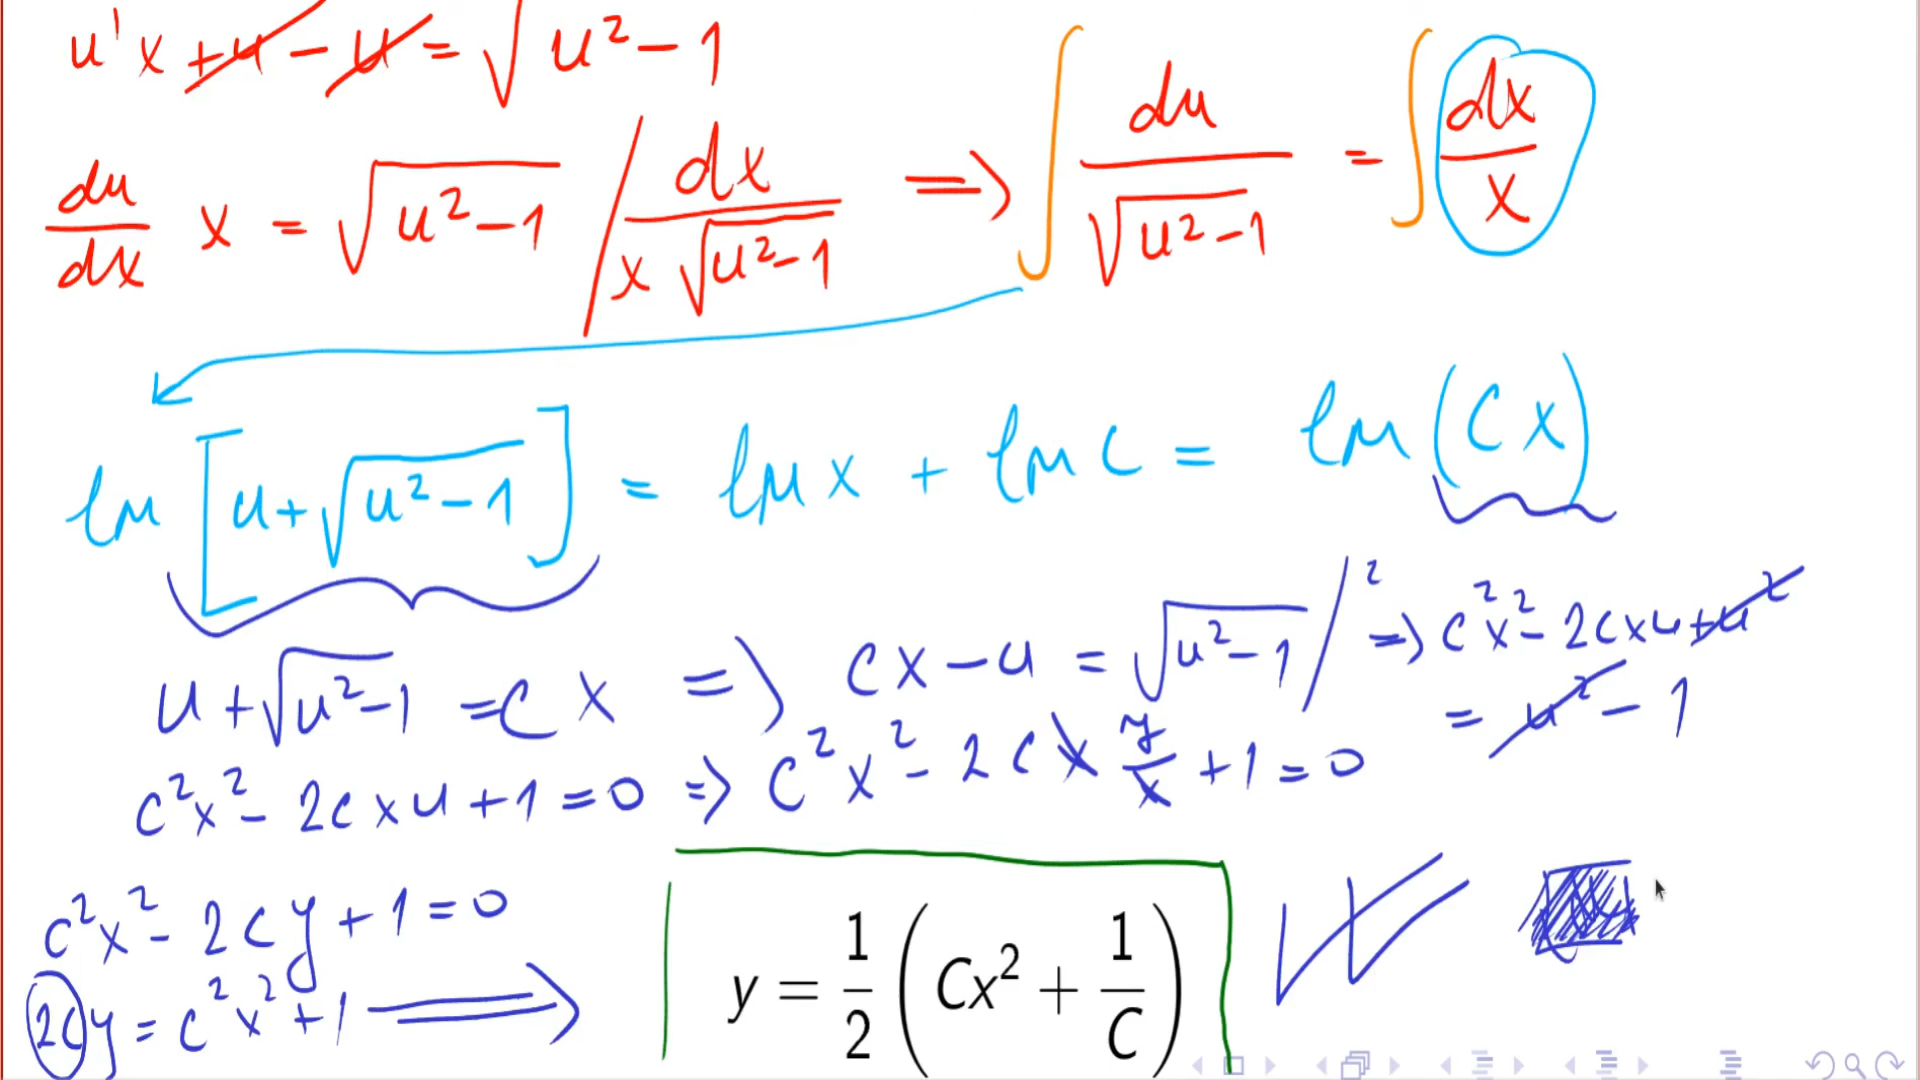 u'x + u - u = √(u² - 1)
du/dx x = √(u² - 1) / dx/(x √(u² - 1)) ⇒ ∫ du/√(u² - 1) = ∫ dx/x
ln [u + √(u² - 1)] = ln x + ln C = ln (Cx)
u + √(u² - 1) = Cx ⇒ Cx - u = √(u² - 1) /² ⇒ C²x² - 2Cxu + u²
= u² - 1
C²x² - 2Cxu + 1 = 0 ⇒ C²x² - 2Cx y/x + 1 = 0
C²x² - 2Cy + 1 = 0
2Cy = C²x² + 1 ⇒ y = 1/2 (Cx² + 1/C)